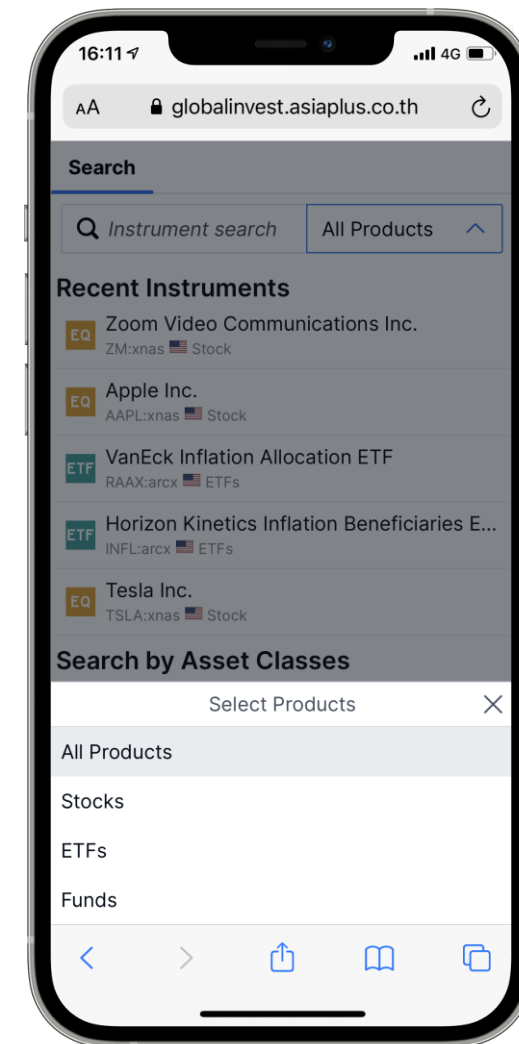 16:11
4G
AA globalinvest.asiaplus.co.th
Search
Instrument search All Products
Recent Instruments
EQ Zoom Video Communications Inc.
ZM:xnas Stock
EQ Apple Inc.
AAPL:xnas Stock
ETF VanEck Inflation Allocation ETF
RAAX:arcx ETFs
ETF Horizon Kinetics Inflation Beneficiaries E...
INFL:arcx ETFs
EQ Tesla Inc.
TSLA:xnas Stock
Search by Asset Classes
Select Products
All Products
Stocks
ETFs
Funds